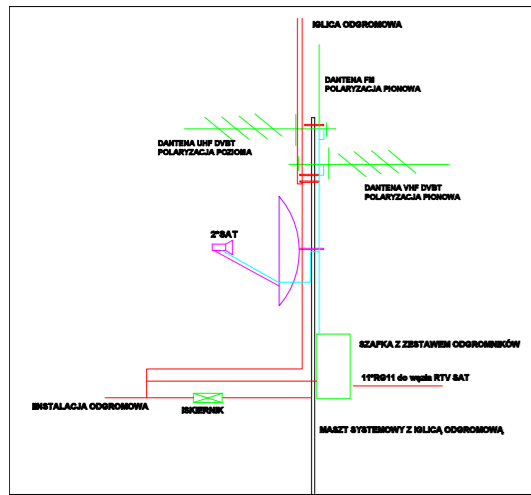 IGLICA ODGROMOWA
DANTENA FM
POLARYZACJA PIONOWA
DANTENA UHF DVBT
POLARYZACJA POZIOMA
DANTENA VHF DVBT
POLARYZACJA PIONOWA
2*SAT
SZAFKA Z ZESTAWEM ODGROMNIKÓW
11*RG11 do węzła RTV SAT
EINSTALACJA ODGROMOWA
ISKIERNIK
MASZT SYSTEMOWY Z IGLICĄ ODGROMOWĄ